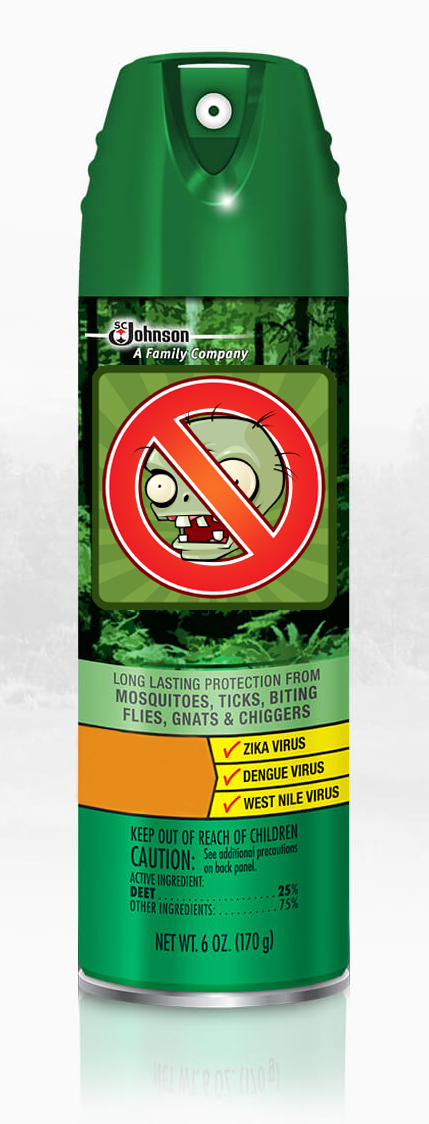 SC Johnson
A Family Company
LONG LASTING PROTECTION FROM
MOSQUITOES, TICKS, BITING
FLIES, GNATS & CHIGGERS
✓ ZIKA VIRUS
✓ DENGUE VIRUS
✓ WEST NILE VIRUS
KEEP OUT OF REACH OF CHILDREN
CAUTION: See additional precautions
on back panel.
ACTIVE INGREDIENT:
DEET . . . . . . . . . . . . . . . . . . . . . 25%
OTHER INGREDIENTS: . . . . . . . . . . 75%
NET WT. 6 OZ. (170 g)